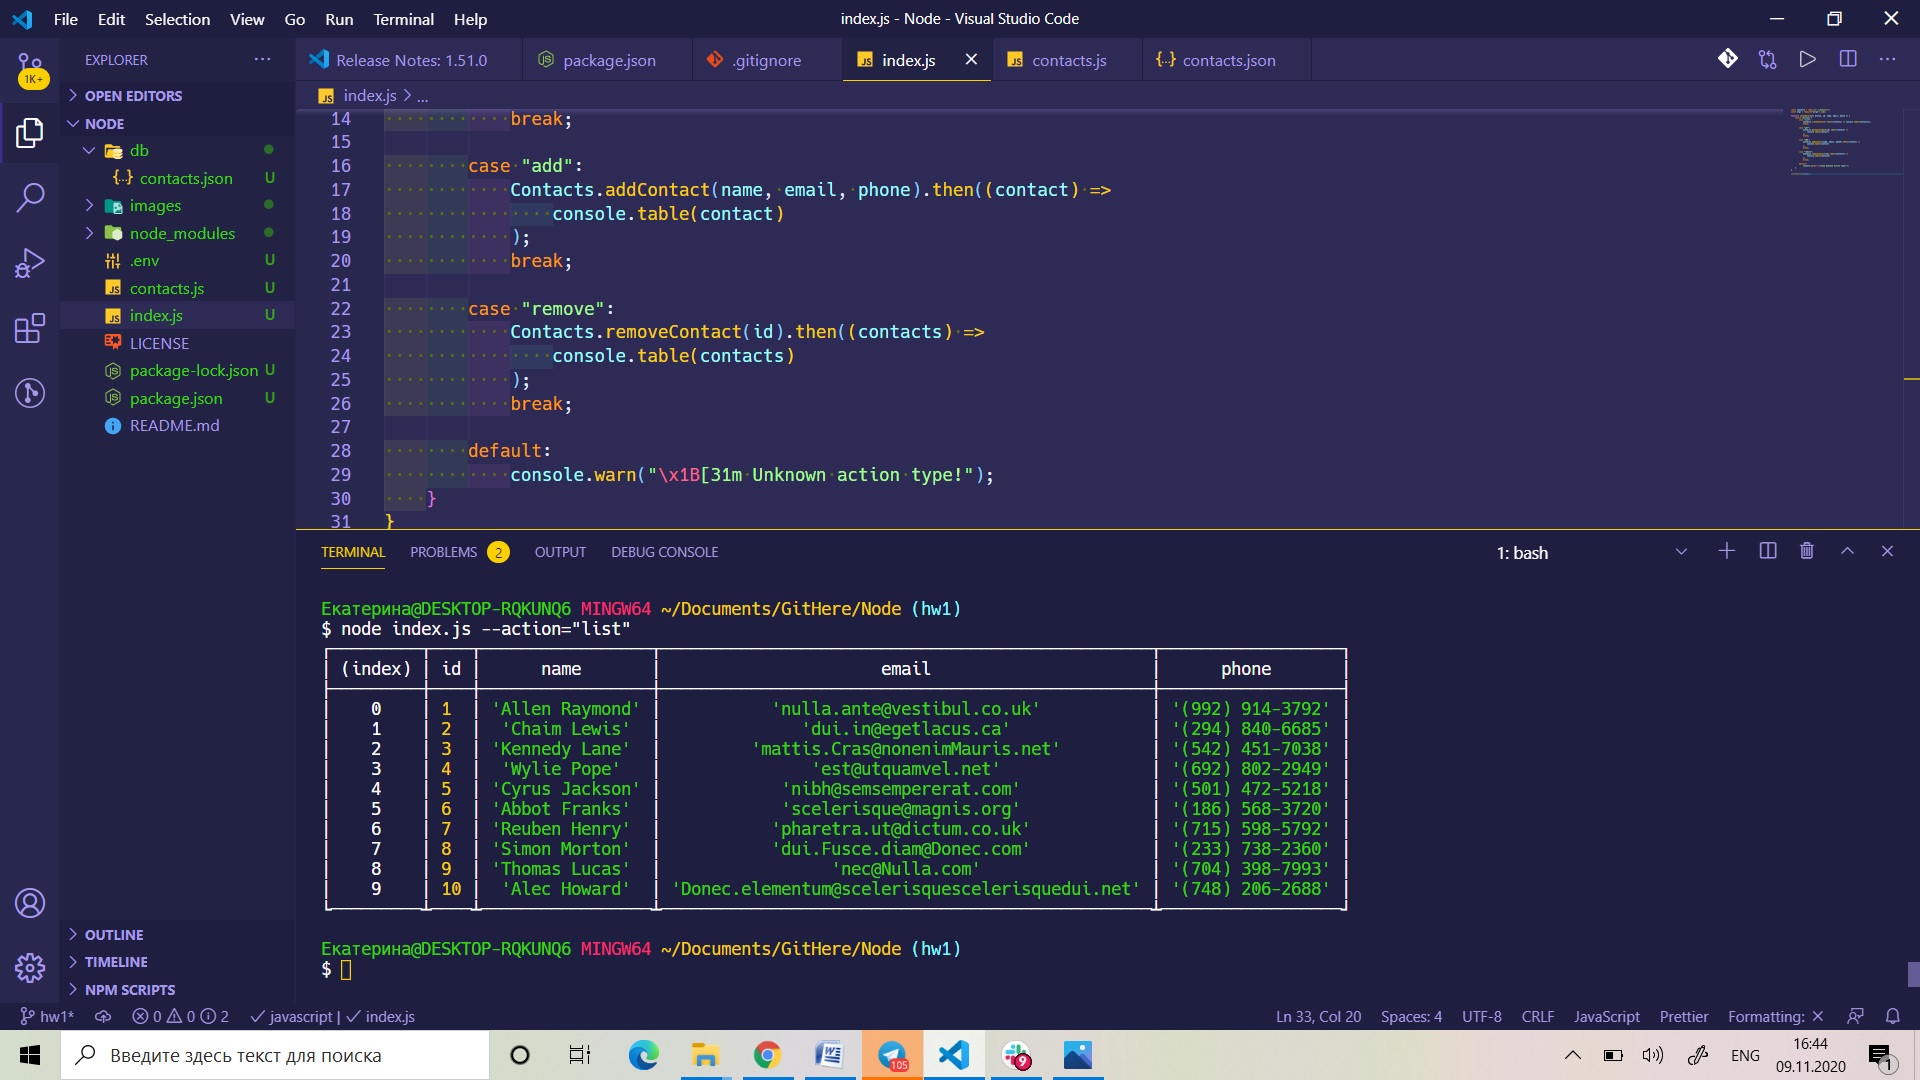 File Edit Selection View Go Run Terminal Help
index.js - Node - Visual Studio Code
1K+
EXPLORER
OPEN EDITORS
NODE
db
contacts.json U
images
node_modules
.env U
contacts.js U
index.js U
LICENSE
package-lock.json U
package.json U
README.md
OUTLINE
TIMELINE
NPM SCRIPTS
Release Notes: 1.51.0 package.json .gitignore index.js contacts.js contacts.json
index.js > ...
14 break;
15
16 case "add":
17 Contacts.addContact(name, email, phone).then((contact) =>
18 console.table(contact)
19 );
20 break;
21
22 case "remove":
23 Contacts.removeContact(id).then((contacts) =>
24 console.table(contacts)
25 );
26 break;
27
28 default:
29 console.warn("\x1B[31m Unknown action type!");
30 }
31 }
TERMINAL PROBLEMS 2 OUTPUT DEBUG CONSOLE 1: bash
Екатерина@DESKTOP-RQKUNQ6 MINGW64 ~/Documents/GitHere/Node (hw1)
$ node index.js --action="list"
(index) id name email phone
0 1 'Allen Raymond' 'nulla.ante@vestibul.co.uk' '(992) 914-3792'
1 2 'Chaim Lewis' 'dui.in@egetlacus.ca' '(294) 840-6685'
2 3 'Kennedy Lane' 'mattis.Cras@nonenimMauris.net' '(542) 451-7038'
3 4 'Wylie Pope' 'est@utquamvel.net' '(692) 802-2949'
4 5 'Cyrus Jackson' 'nibh@semsempererat.com' '(501) 472-5218'
5 6 'Abbot Franks' 'scelerisque@magnis.org' '(186) 568-3720'
6 7 'Reuben Henry' 'pharetra.ut@dictum.co.uk' '(715) 598-5792'
7 8 'Simon Morton' 'dui.Fusce.diam@Donec.com' '(233) 738-2360'
8 9 'Thomas Lucas' 'nec@Nulla.com' '(704) 398-7993'
9 10 'Alec Howard' 'Donec.elementum@scelerisquescelerisquedui.net' '(748) 206-2688'
Екатерина@DESKTOP-RQKUNQ6 MINGW64 ~/Documents/GitHere/Node (hw1)
$
hw1* 0 0 2 javascript | index.js Ln 33, Col 20 Spaces: 4 UTF-8 CRLF JavaScript Prettier Formatting: ×
Введите здесь текст для поиска
105
9
ENG
16:44
09.11.2020
1